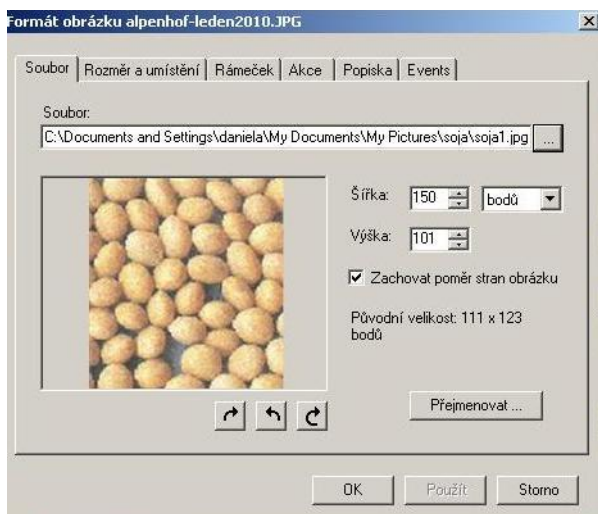 Formát obrázku alpenhof-leden2010.JPG
Soubor Rozměr a umístění Rámeček Akce Popiska Events
Soubor:
C:\Documents and Settings\daniela\My Documents\My Pictures\soja\soja1.jpg ...
Šířka: 150 bodů
Výška: 101
Zachovat poměr stran obrázku
Původní velikost: 111 x 123
bodů
Přejmenovat ...
OK Použít Storno